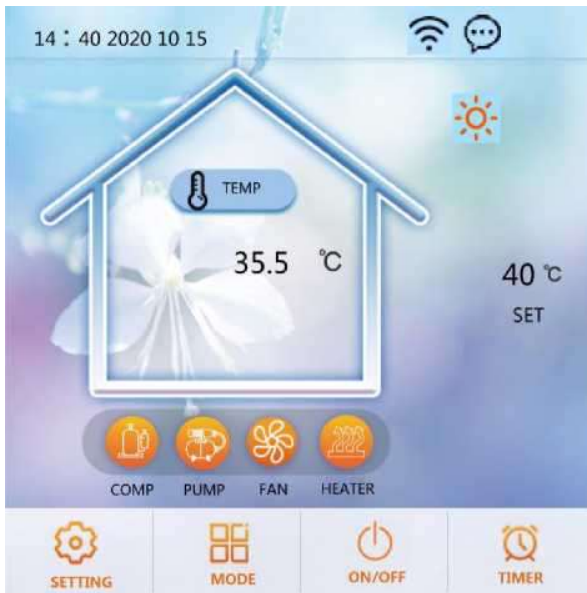 14：40 2020 10 15
TEMP
35.5 ℃
40 ℃
SET
COMP PUMP FAN HEATER
SETTING MODE ON/OFF TIMER